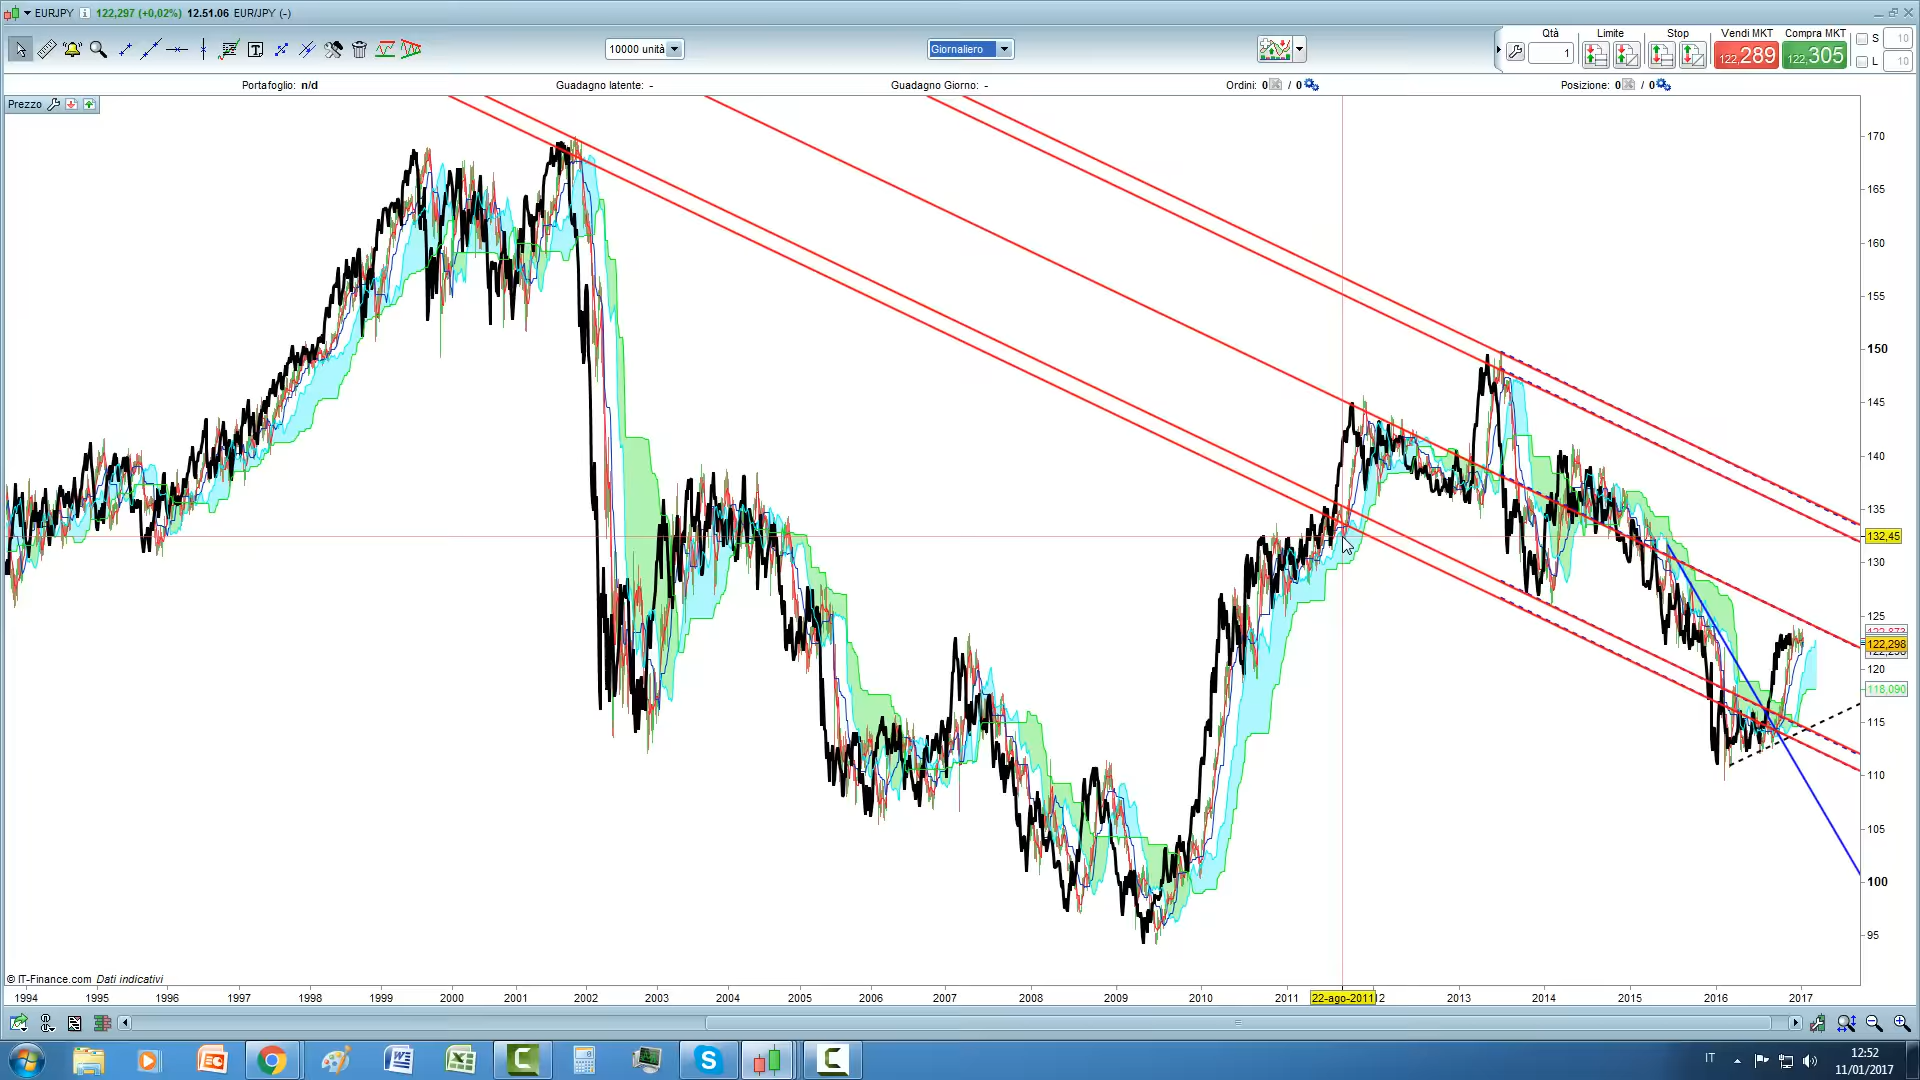 EURJPY 122,297 (+0,02%) 12.51.06 EUR/JPY (-)
10000 unità
Giornaliero
Qtà Limite Stop Vendi MKT Compra MKT S 10
1 122,289 122,305 L 10
Portafoglio: n/d Guadagno latente: - Guadagno Giorno: - Ordini: 0 / 0 Posizione: 0 / 0
Prezzo
170
165
160
155
150
145
140
135
132,45
130
125
122,298
120
118,090
115
110
105
100
95
© IT-Finance.com Dati indicativi
1994 1995 1996 1997 1998 1999 2000 2001 2002 2003 2004 2005 2006 2007 2008 2009 2010 2011 22-ago-2011 12 2013 2014 2015 2016 2017
IT 12:52
11/01/2017